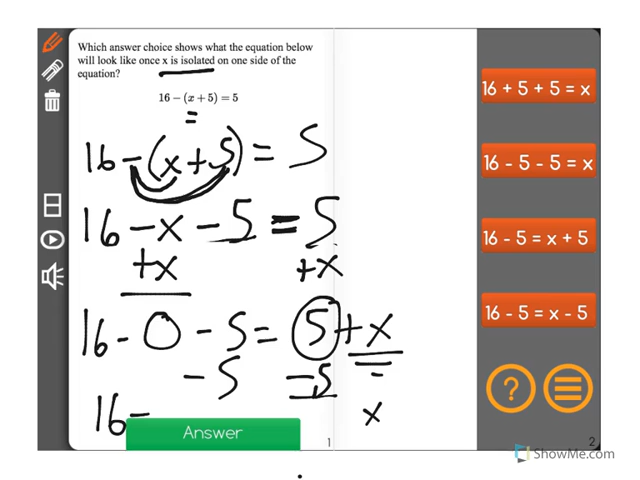 Which answer choice shows what the equation below
will look like once x is isolated on one side of the
equation?
16 − (x + 5) = 5
=
16 - (x + 5) = 5
16 - x - 5 = 5
+x +x
16 - 0 - 5 = 5 + x
- 5 - 5
16 - x
Answer
1
16 + 5 + 5 = x
16 - 5 - 5 = x
16 - 5 = x + 5
16 - 5 = x - 5
?
2
ShowMe.com